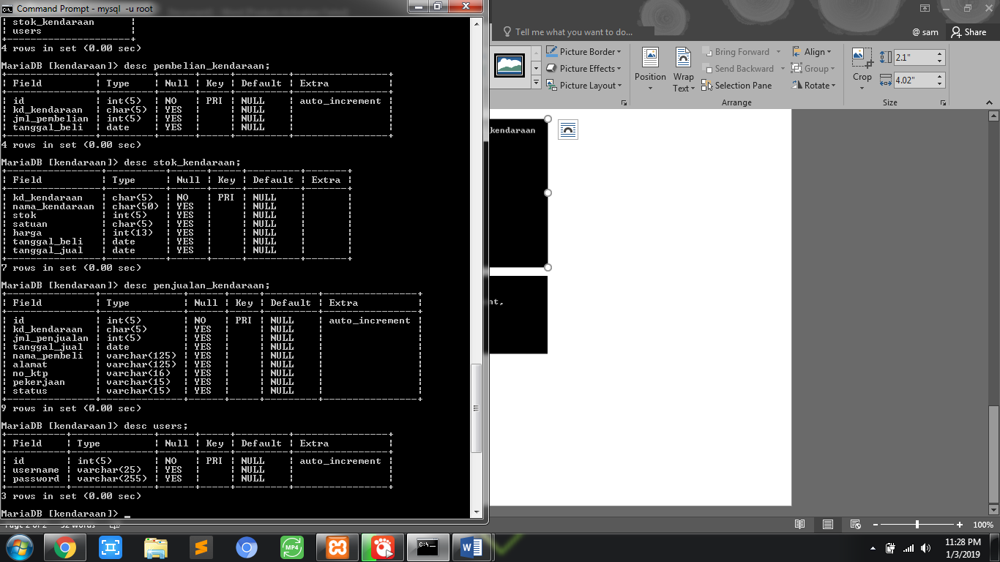 Command Prompt - mysql  -u root
| stok_kendaraan       |
| users                |
+----------------------+
4 rows in set (0.00 sec)
MariaDB [kendaraan]> desc pembelian_kendaraan;
+---------------+---------+------+-----+---------+----------------+
| Field         | Type    | Null | Key | Default | Extra          |
+---------------+---------+------+-----+---------+----------------+
| id            | int(5)  | NO   | PRI | NULL    | auto_increment |
| kd_kendaraan  | char(5) | YES  |     | NULL    |                |
| jml_pembelian | int(5)  | YES  |     | NULL    |                |
| tanggal_beli  | date    | YES  |     | NULL    |                |
+---------------+---------+------+-----+---------+----------------+
4 rows in set (0.00 sec)
MariaDB [kendaraan]> desc stok_kendaraan;
+----------------+----------+------+-----+---------+-------+
| Field          | Type     | Null | Key | Default | Extra |
+----------------+----------+------+-----+---------+-------+
| kd_kendaraan   | char(5)  | NO   | PRI | NULL    |       |
| nama_kendaraan | char(50) | YES  |     | NULL    |       |
| stok           | int(5)   | YES  |     | NULL    |       |
| satuan         | char(5)  | YES  |     | NULL    |       |
| harga          | int(13)  | YES  |     | NULL    |       |
| tanggal_beli   | date     | YES  |     | NULL    |       |
| tanggal_jual   | date     | YES  |     | NULL    |       |
+----------------+----------+------+-----+---------+-------+
7 rows in set (0.00 sec)
MariaDB [kendaraan]> desc penjualan_kendaraan;
+---------------+--------------+------+-----+---------+----------------+
| Field         | Type         | Null | Key | Default | Extra          |
+---------------+--------------+------+-----+---------+----------------+
| id            | int(5)       | NO   | PRI | NULL    | auto_increment |
| kd_kendaraan  | char(5)      | YES  |     | NULL    |                |
| jml_penjualan | int(5)       | YES  |     | NULL    |                |
| tanggal_jual  | date         | YES  |     | NULL    |                |
| nama_pembeli  | varchar(125) | YES  |     | NULL    |                |
| alamat        | varchar(125) | YES  |     | NULL    |                |
| no_ktp        | varchar(16)  | YES  |     | NULL    |                |
| pekerjaan     | varchar(15)  | YES  |     | NULL    |                |
| status        | varchar(15)  | YES  |     | NULL    |                |
+---------------+--------------+------+-----+---------+----------------+
9 rows in set (0.00 sec)
MariaDB [kendaraan]> desc users;
+----------+--------------+------+-----+---------+----------------+
| Field    | Type         | Null | Key | Default | Extra          |
+----------+--------------+------+-----+---------+----------------+
| id       | int(5)       | NO   | PRI | NULL    | auto_increment |
| username | varchar(25)  | YES  |     | NULL    |                |
| password | varchar(255) | YES  |     | NULL    |                |
+----------+--------------+------+-----+---------+----------------+
3 rows in set (0.00 sec)
MariaDB [kendaraan]> _
Tell me what you want to do...
@ sam
Share
Picture Border
Picture Effects
Picture Layout
Position
Wrap Text
Bring Forward
Send Backward
Selection Pane
Align
Group
Rotate
Arrange
Crop
2.1"
4.02"
Size
kendaraan
nt,
100%
MP4
11:28 PM
1/3/2019